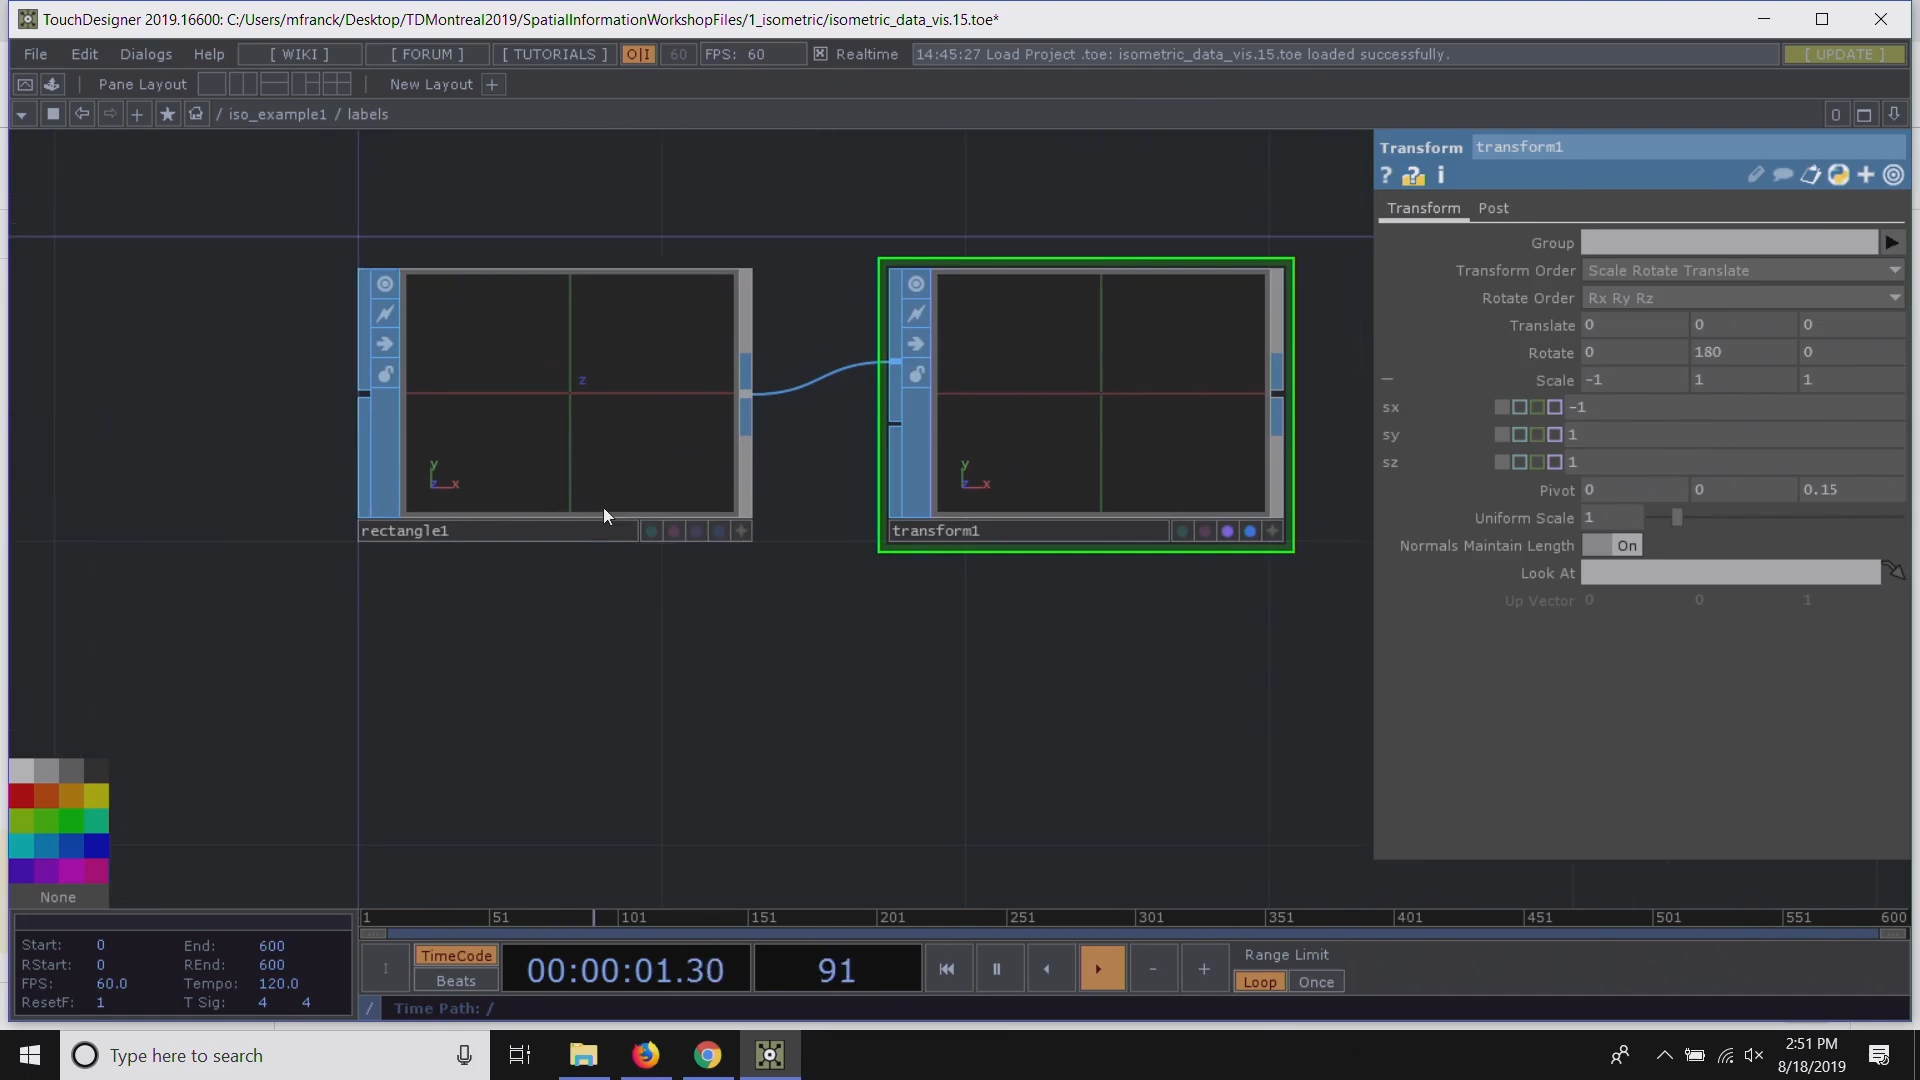 TouchDesigner 2019.16600: C:/Users/mfranck/Desktop/TDMontreal2019/SpatialInformationWorkshopFiles/1_isometric/isometric_data_vis.15.toe*
File Edit Dialogs Help [ WIKI ] [ FORUM ] [ TUTORIALS ] O|I 60 FPS: 60 Realtime 14:45:27 Load Project .toe: isometric_data_vis.15.toe loaded successfully. [ UPDATE ]
Pane Layout New Layout +
/ iso_example1 / labels 0
Transform transform1
? ? i
Transform Post
Group
Transform Order Scale Rotate Translate
Rotate Order Rx Ry Rz
Translate 0 0 0
Rotate 0 180 0
Scale -1 1 1
sx -1
sy 1
sz 1
Pivot 0 0 0.15
Uniform Scale 1
Normals Maintain Length On
Look At
Up Vector 0 0 1
z
y
z x
rectangle1
y
z x
transform1
None
1 51 101 151 201 251 301 351 401 451 501 551 600
Start: 0 End: 600
RStart: 0 REnd: 600
FPS: 60.0 Tempo: 120.0
ResetF: 1 T Sig: 4 4
I TimeCode Beats 00:00:01.30 91 - + Range Limit
Loop Once
/ Time Path: /
Type here to search
2:51 PM
8/18/2019